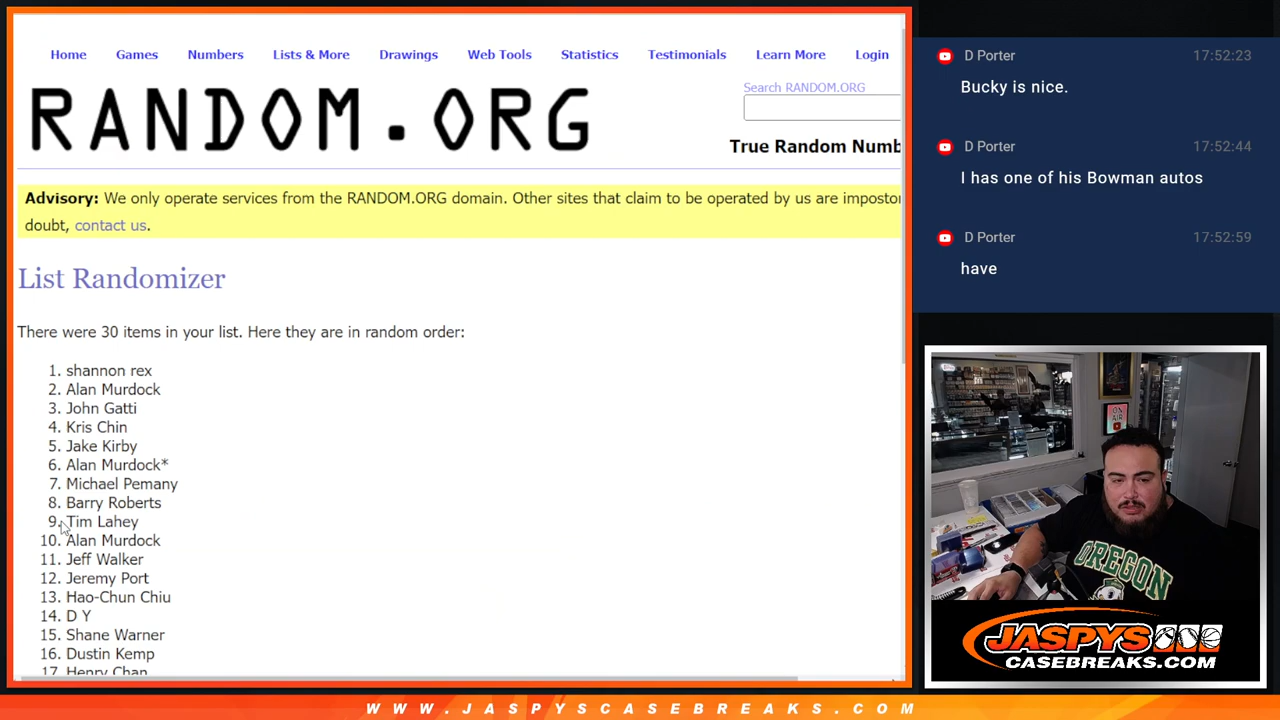 Home Games Numbers Lists & More Drawings Web Tools Statistics Testimonials Learn More Login
RANDOM.ORG
Search RANDOM.ORG
True Random Numb
Advisory: We only operate services from the RANDOM.ORG domain. Other sites that claim to be operated by us are impostor
doubt, contact us.
List Randomizer
There were 30 items in your list. Here they are in random order:
1. shannon rex
2. Alan Murdock
3. John Gatti
4. Kris Chin
5. Jake Kirby
6. Alan Murdock*
7. Michael Pemany
8. Barry Roberts
9. Tim Lahey
10. Alan Murdock
11. Jeff Walker
12. Jeremy Port
13. Hao-Chun Chiu
14. D Y
15. Shane Warner
16. Dustin Kemp
17. Henry Chan
D Porter 17:52:23
Bucky is nice.
D Porter 17:52:44
I has one of his Bowman autos
D Porter 17:52:59
have
ON AIR
OREGON
JASPYS
CASEBREAKS.COM
WWW.JASPYSCASEBREAKS.COM